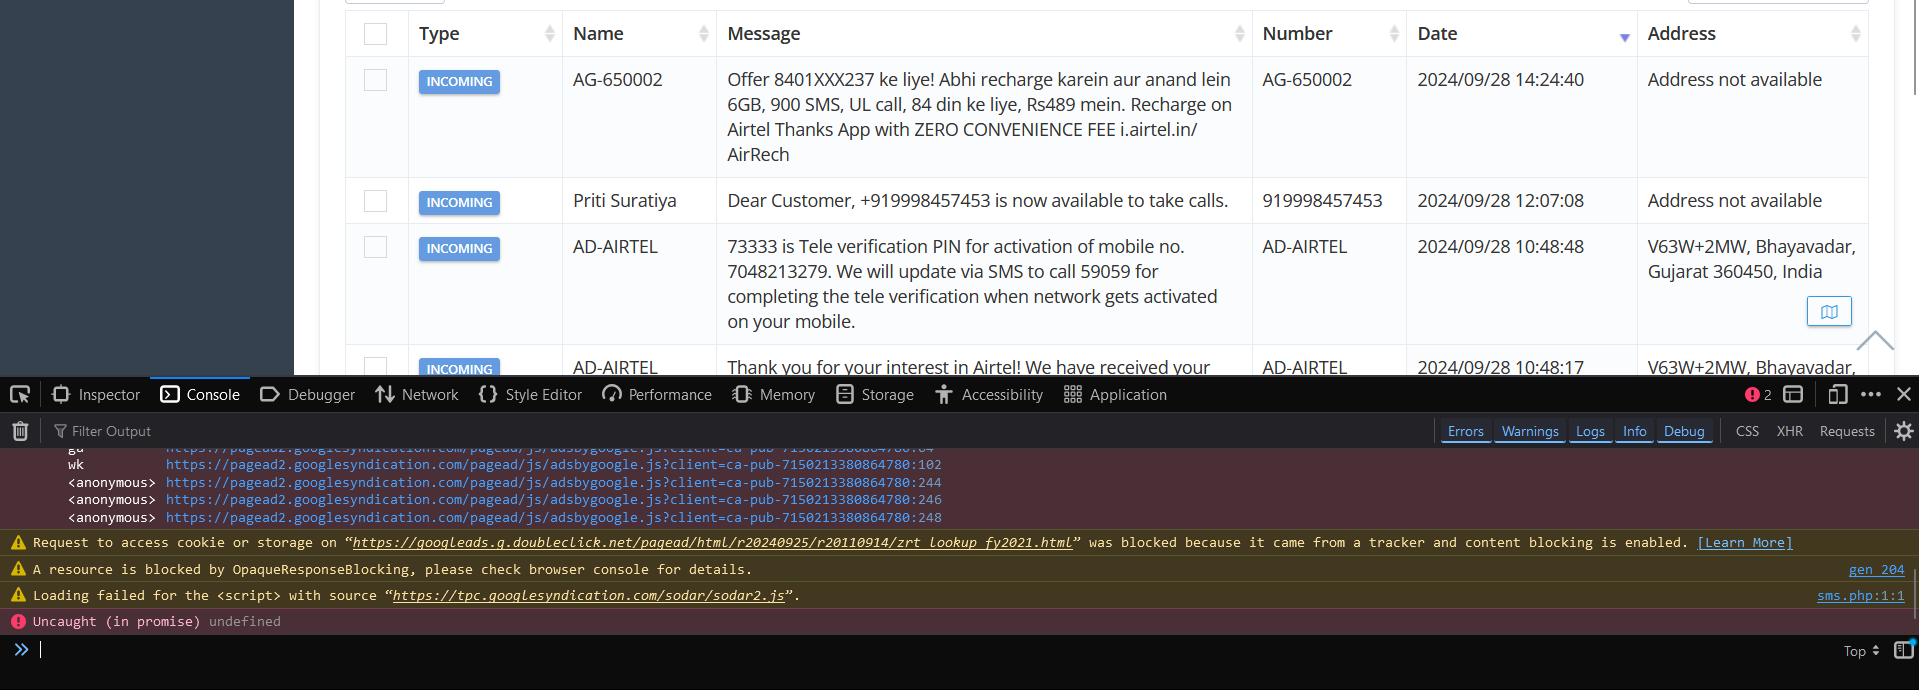 Type Name Message Number Date Address
INCOMING AG-650002 Offer 8401XXX237 ke liye! Abhi recharge karein aur anand lein AG-650002 2024/09/28 14:24:40 Address not available
6GB, 900 SMS, UL call, 84 din ke liye, Rs489 mein. Recharge on
Airtel Thanks App with ZERO CONVENIENCE FEE i.airtel.in/
AirRech
INCOMING Priti Suratiya Dear Customer, +919998457453 is now available to take calls. 919998457453 2024/09/28 12:07:08 Address not available
INCOMING AD-AIRTEL 73333 is Tele verification PIN for activation of mobile no. AD-AIRTEL 2024/09/28 10:48:48 V63W+2MW, Bhayavadar,
7048213279. We will update via SMS to call 59059 for Gujarat 360450, India
completing the tele verification when network gets activated
on your mobile.
INCOMING AD-AIRTEL Thank you for your interest in Airtel! We have received your AD-AIRTEL 2024/09/28 10:48:17 V63W+2MW, Bhayavadar,
Inspector Console Debugger Network Style Editor Performance Memory Storage Accessibility Application 2
Filter Output Errors Warnings Logs Info Debug CSS XHR Requests
ga https://pagead2.googlesyndication.com/pagead/js/adsbygoogle.js?client=ca-pub-7150213380864780:64
wk https://pagead2.googlesyndication.com/pagead/js/adsbygoogle.js?client=ca-pub-7150213380864780:102
<anonymous> https://pagead2.googlesyndication.com/pagead/js/adsbygoogle.js?client=ca-pub-7150213380864780:244
<anonymous> https://pagead2.googlesyndication.com/pagead/js/adsbygoogle.js?client=ca-pub-7150213380864780:246
<anonymous> https://pagead2.googlesyndication.com/pagead/js/adsbygoogle.js?client=ca-pub-7150213380864780:248
Request to access cookie or storage on “https://googleads.g.doubleclick.net/pagead/html/r20240925/r20110914/zrt_lookup_fy2021.html” was blocked because it came from a tracker and content blocking is enabled. [Learn More]
A resource is blocked by OpaqueResponseBlocking, please check browser console for details. gen_204
Loading failed for the <script> with source “https://tpc.googlesyndication.com/sodar/sodar2.js”. sms.php:1:1
Uncaught (in promise) undefined
Top